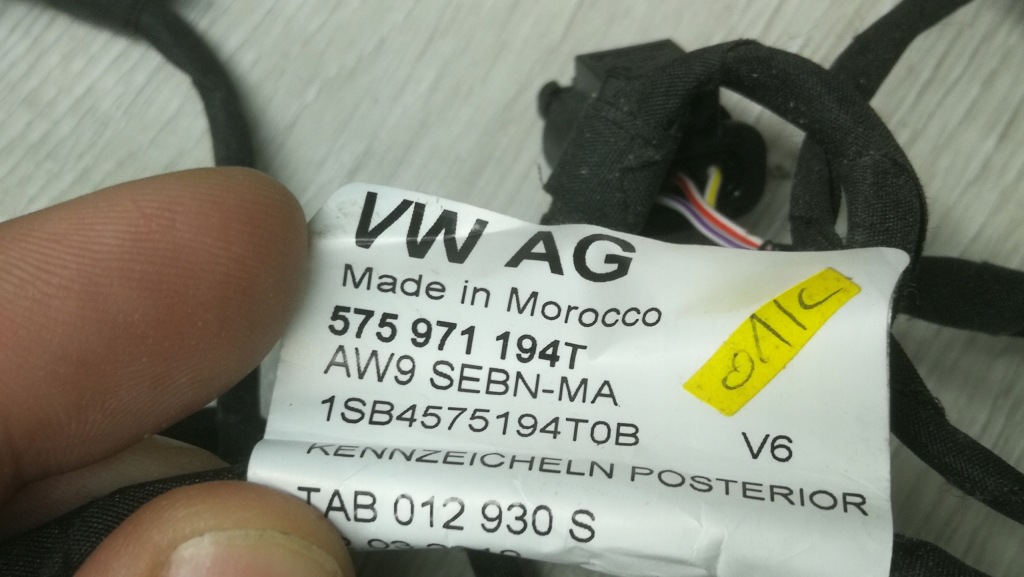 VW AG
Made in Morocco
575 971 194T
AW9 SEBN-MA
1SB4575194T0B
V6
KENNZEICHELN POSTERIOR
TAB 012 930 S